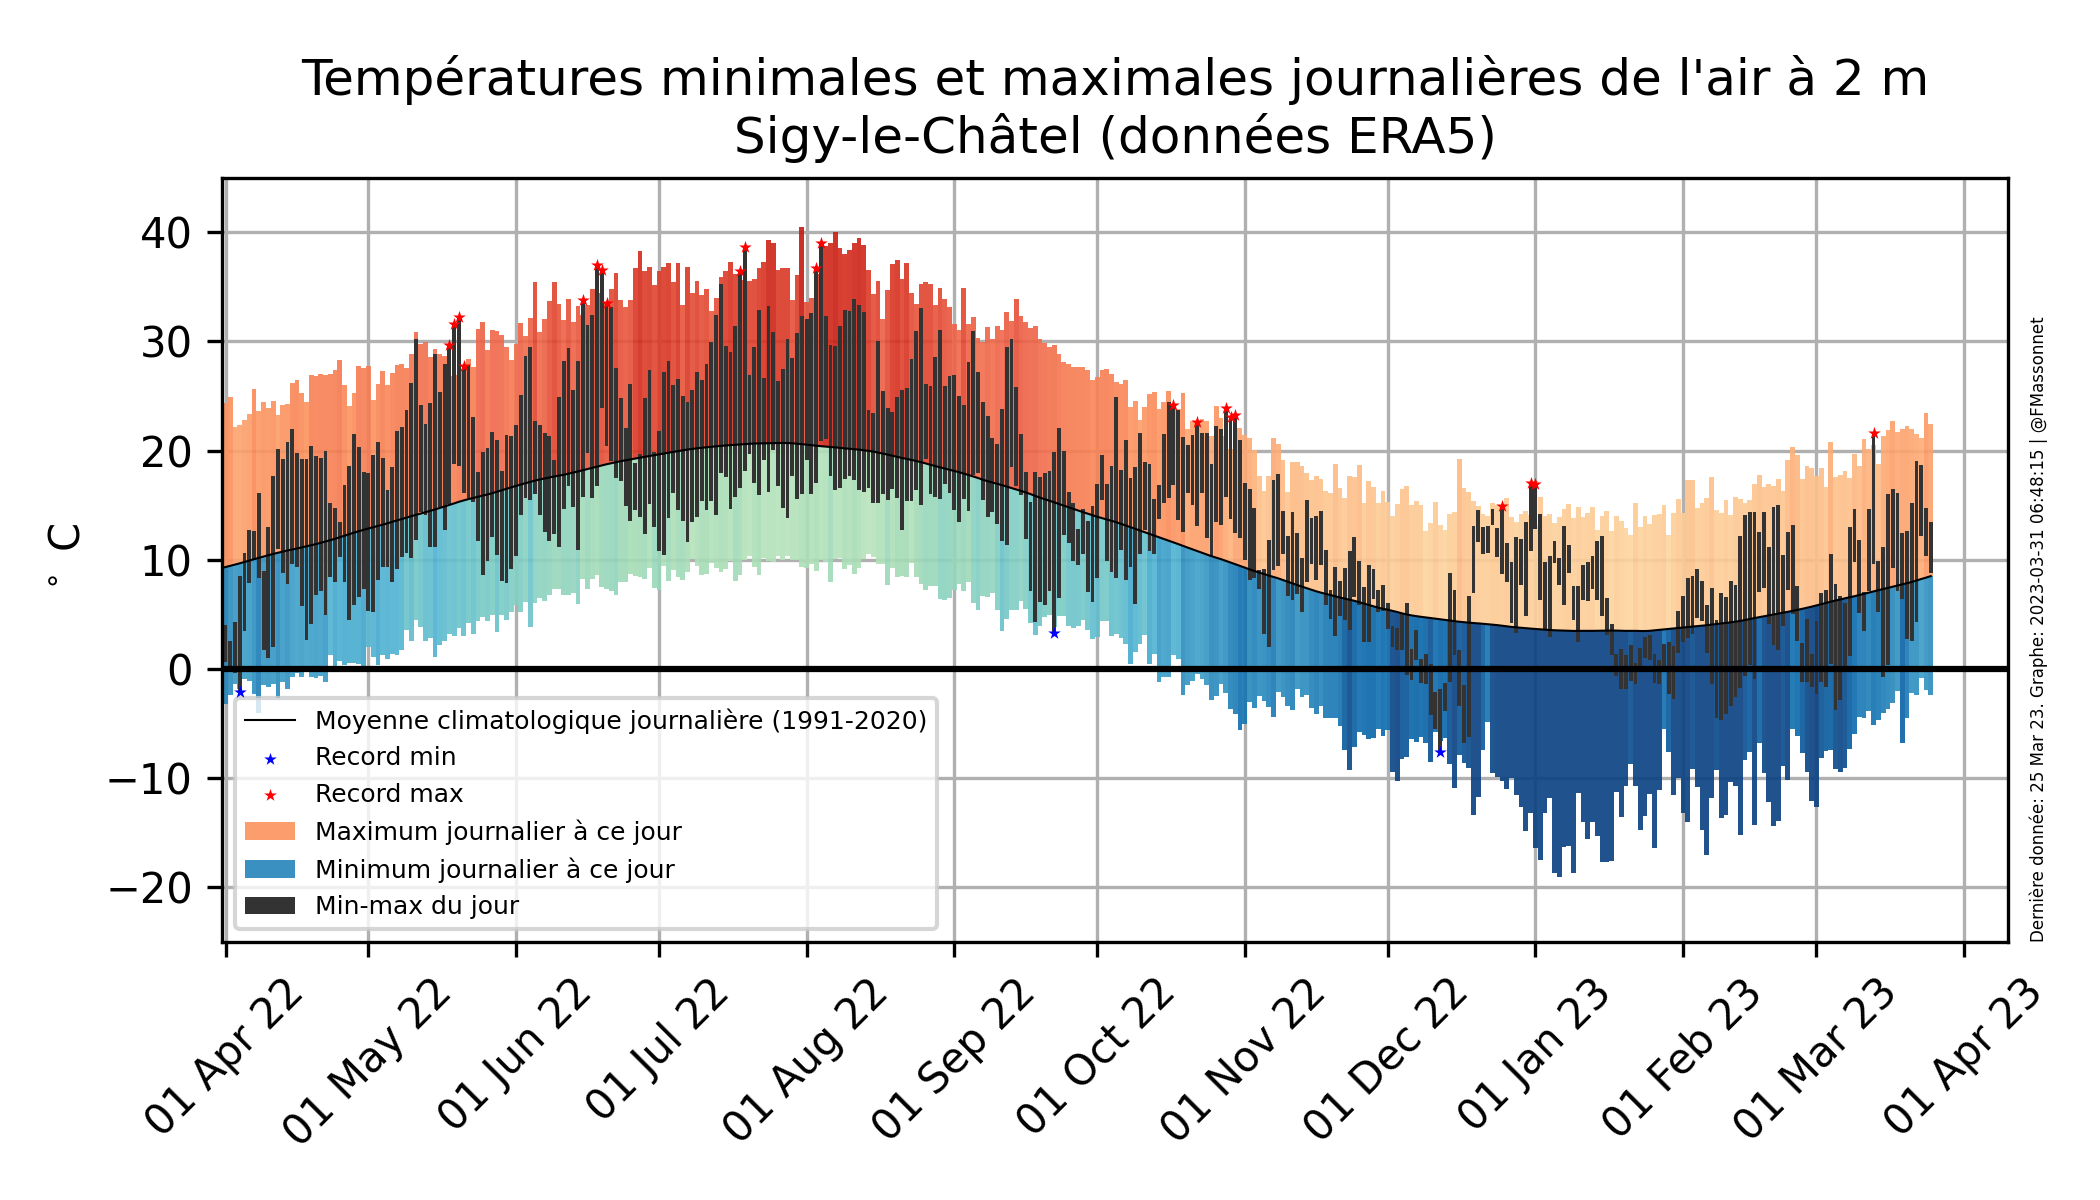 Températures minimales et maximales journalières de l'air à 2 m
Sigy-le-Châtel (données ERA5)
° C
40
30
20
10
0
−10
−20
Moyenne climatologique journalière (1991-2020)
Record min
Record max
Maximum journalier à ce jour
Minimum journalier à ce jour
Min-max du jour
01 Apr 22
01 May 22
01 Jun 22
01 Jul 22
01 Aug 22
01 Sep 22
01 Oct 22
01 Nov 22
01 Dec 22
01 Jan 23
01 Feb 23
01 Mar 23
01 Apr 23
Dernière donnée: 25 Mar 23. Graphe: 2023-03-31 06:48:15 | @FMassonnet